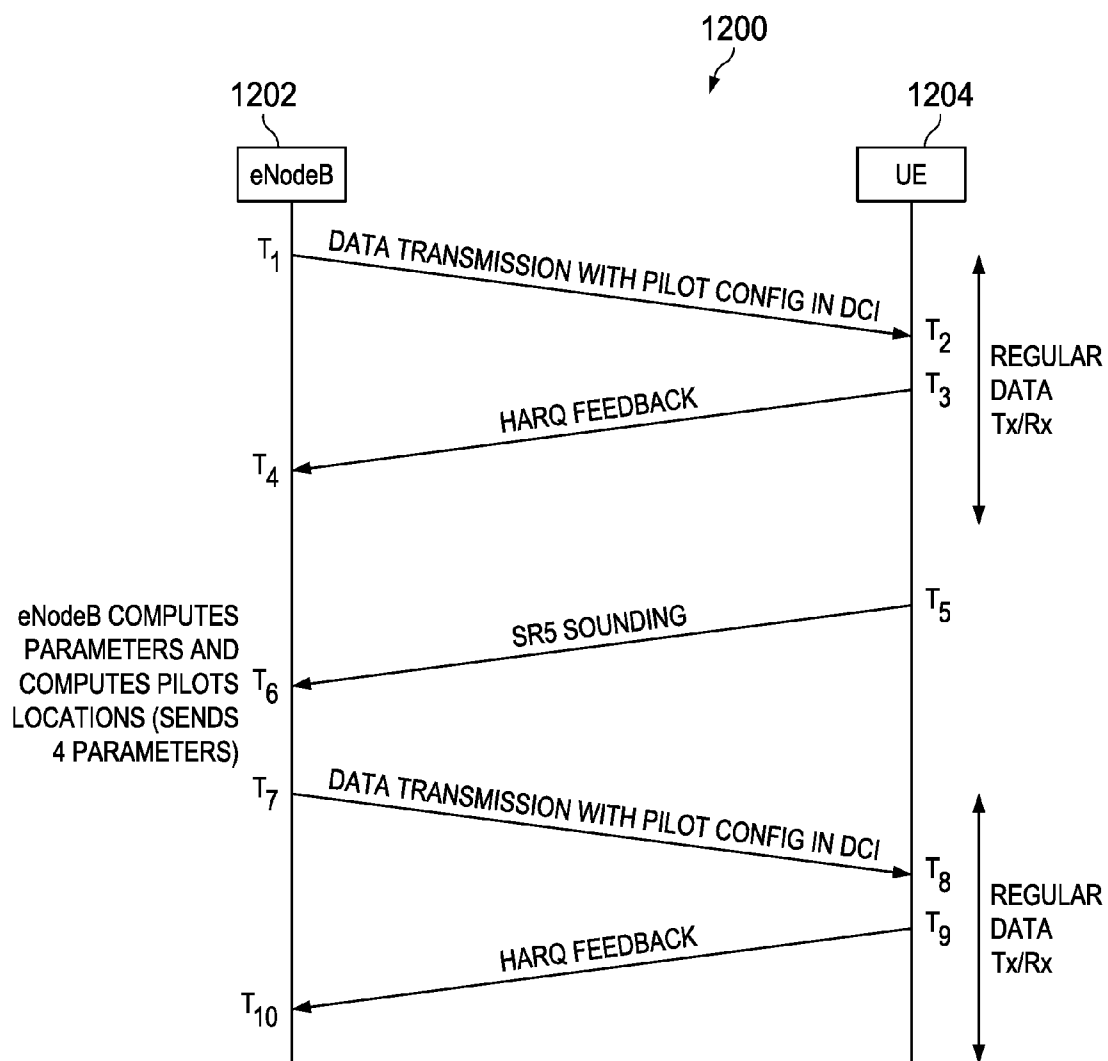 1200
1202
1204
eNodeB
UE
T1
DATA TRANSMISSION WITH PILOT CONFIG IN DCI
T2
REGULAR
DATA
Tx/Rx
T3
HARQ FEEDBACK
T4
T5
SR5 SOUNDING
eNodeB COMPUTES
PARAMETERS AND
COMPUTES PILOTS
LOCATIONS (SENDS
4 PARAMETERS)
T6
T7
DATA TRANSMISSION WITH PILOT CONFIG IN DCI
T8
REGULAR
DATA
Tx/Rx
T9
HARQ FEEDBACK
T10